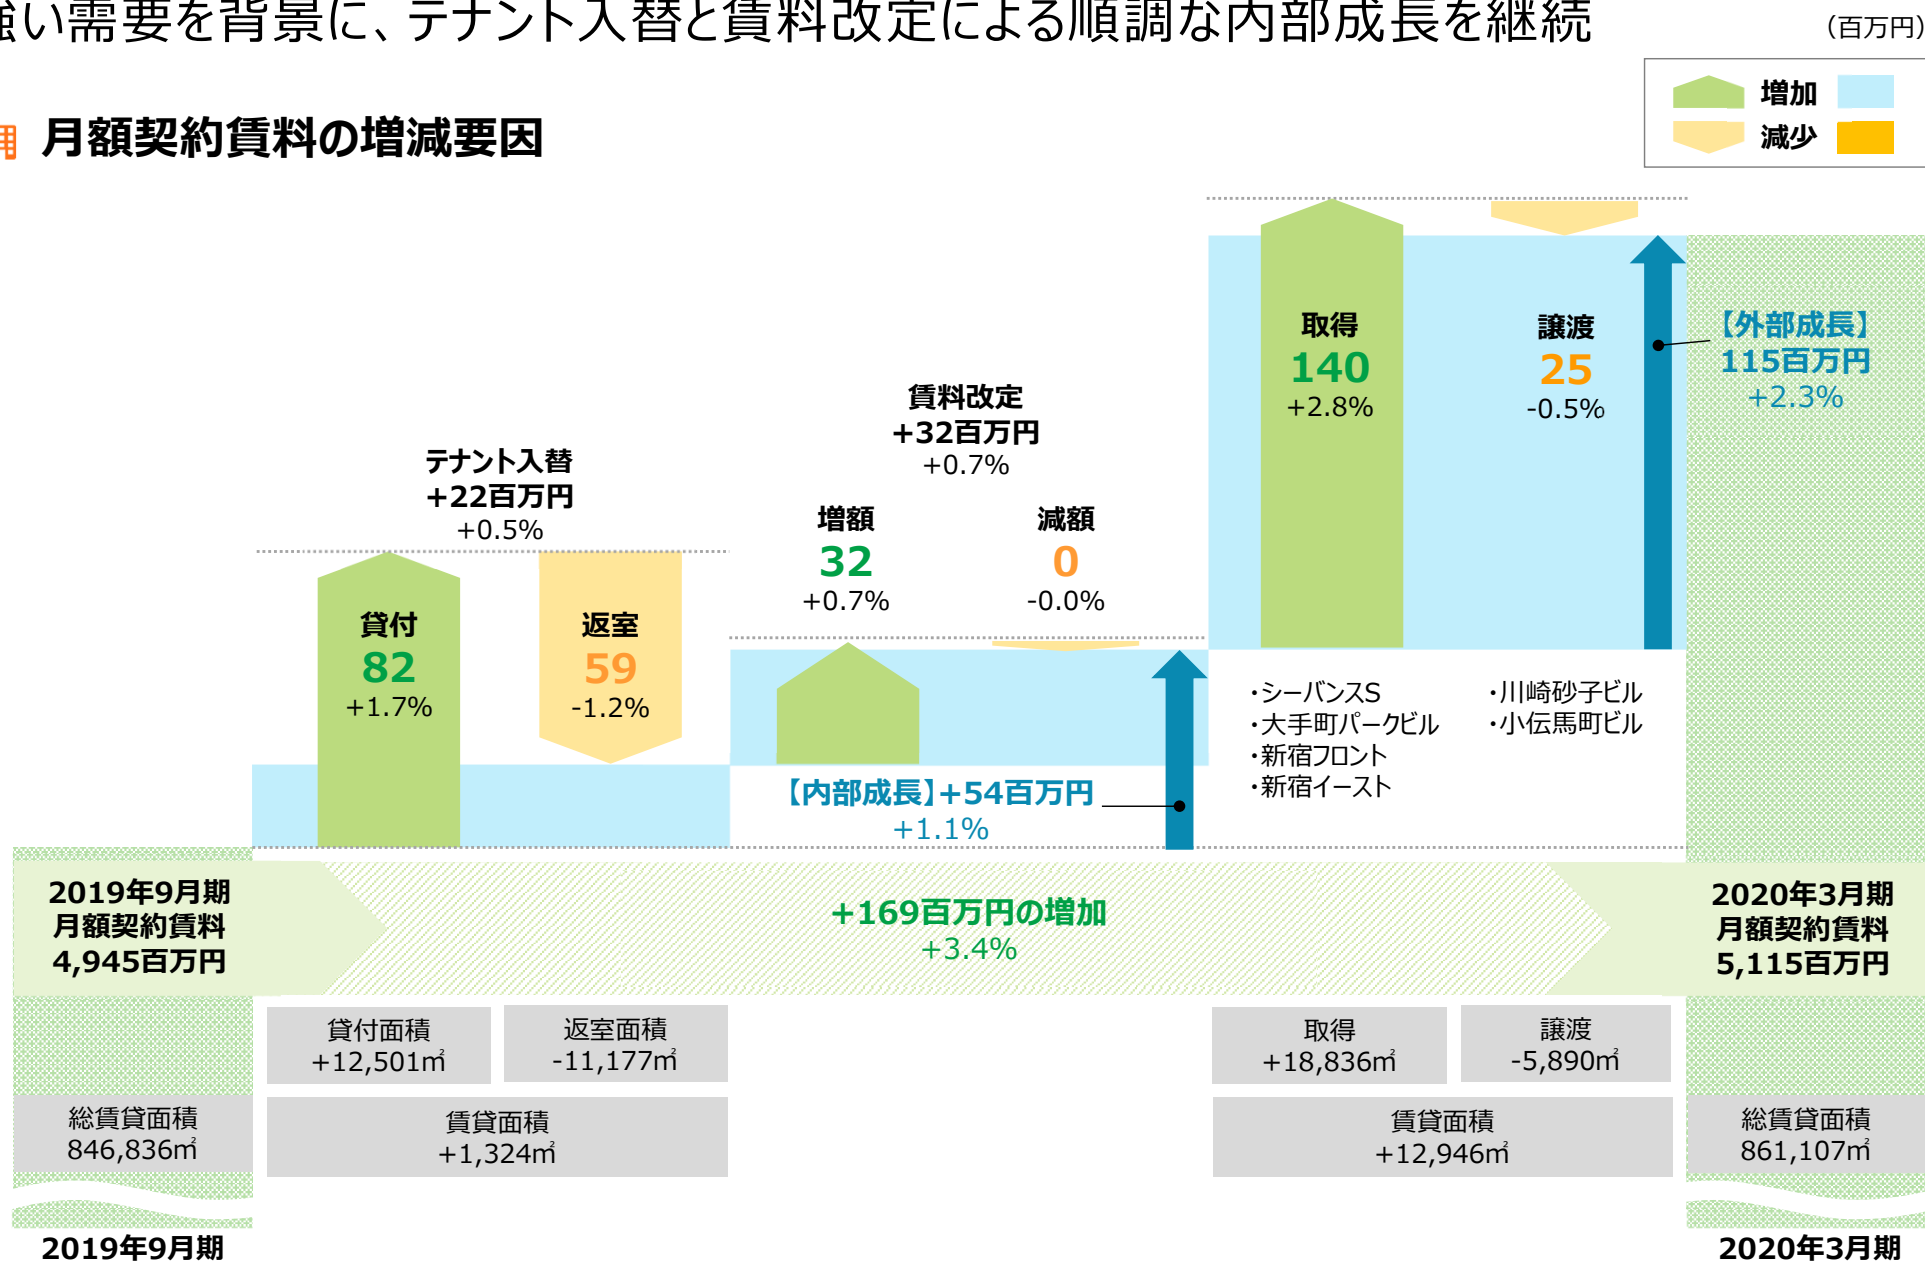 強い需要を背景に、テナント入替と賃料改定による順調な内部成長を継続
（百万円）
増加
減少
月額契約賃料の増減要因
テナント入替
+22百万円
+0.5%
貸付
82
+1.7%
返室
59
-1.2%
賃料改定
+32百万円
+0.7%
増額
32
+0.7%
減額
0
-0.0%
【内部成長】+54百万円
+1.1%
取得
140
+2.8%
譲渡
25
-0.5%
【外部成長】
115百万円
+2.3%
・シーバンスS
・大手町パークビル
・新宿フロント
・新宿イースト
・川崎砂子ビル
・小伝馬町ビル
2019年9月期
月額契約賃料
4,945百万円
+169百万円の増加
+3.4%
2020年3月期
月額契約賃料
5,115百万円
貸付面積
+12,501㎡
返室面積
-11,177㎡
取得
+18,836㎡
譲渡
-5,890㎡
総賃貸面積
846,836㎡
賃貸面積
+1,324㎡
賃貸面積
+12,946㎡
総賃貸面積
861,107㎡
2019年9月期
2020年3月期